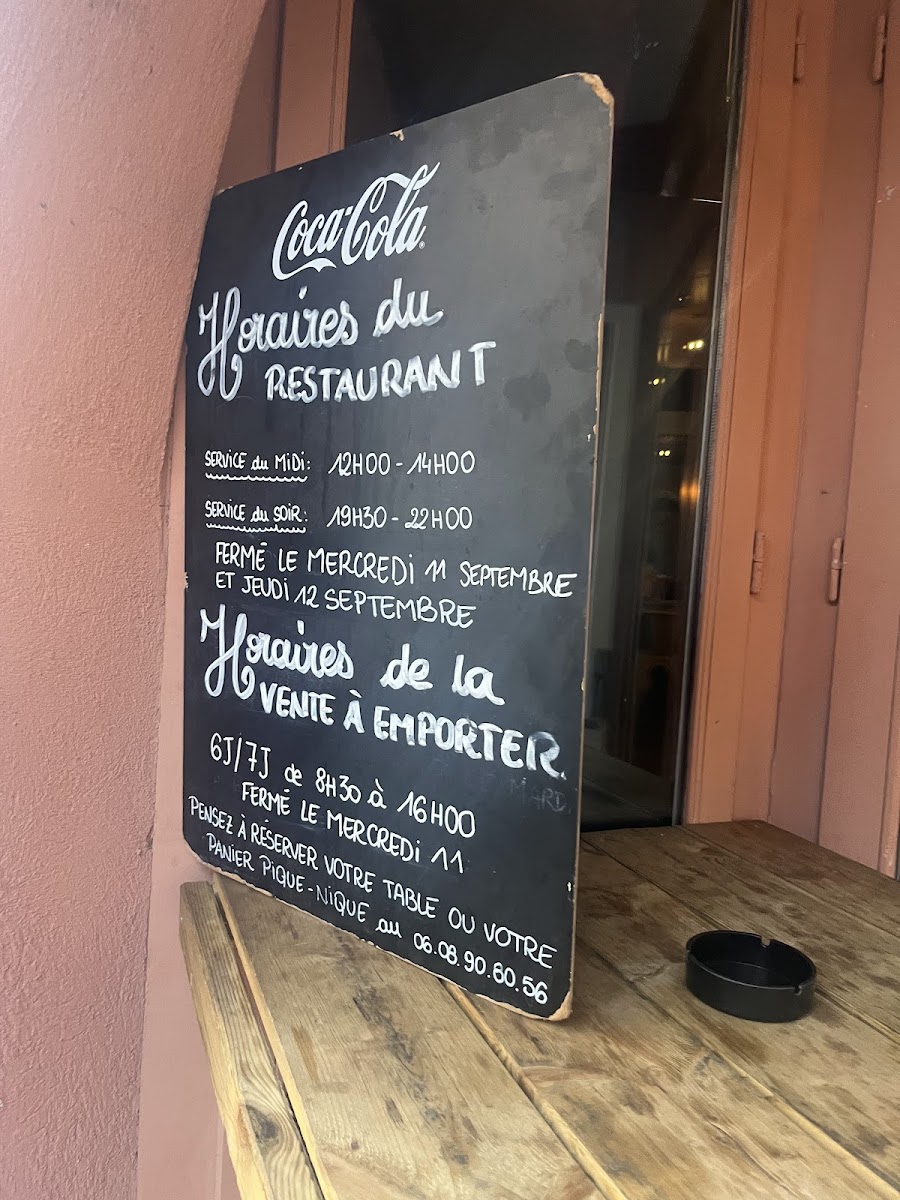 Coca-Cola
Horaires du
RESTAURANT
SERVICE du MiDi: 12H00 - 14H00
SERVICE du SOIR: 19H30 - 22H00
FERMÉ LE MERCREDi 11 SEPTEMBRE
ET JEUDi 12 SEPTEMBRE
Horaires de la
VENTE À EMPORTER
6J/7J de 8H30 à 16H00
FERMÉ LE MERCREDi 11
PENSEZ À RÉSERVER VOTRE TABLE OU VOTRE
PANIER PIQUE-NIQUE au 06.08.90.80.56